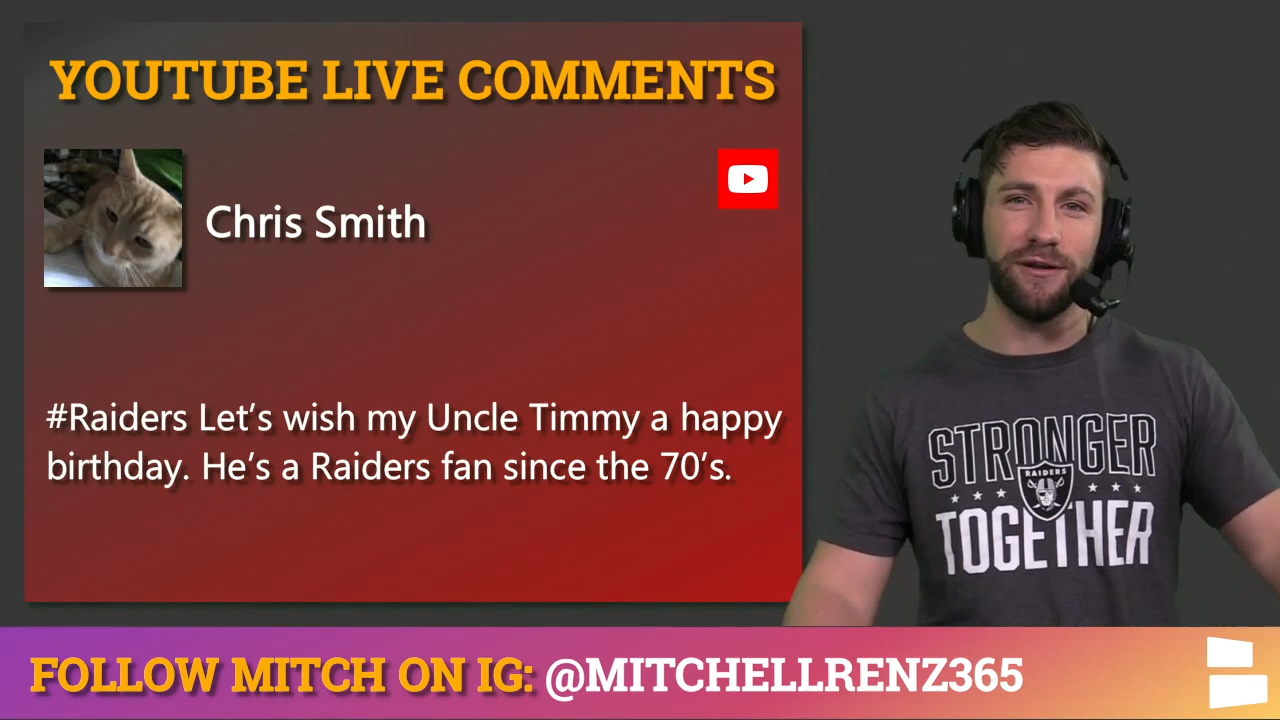 YOUTUBE LIVE COMMENTS
Chris Smith
#Raiders Let's wish my Uncle Timmy a happy
birthday. He's a Raiders fan since the 70's.
STRONGER
RAIDERS
TOGETHER
FOLLOW MITCH ON IG: @MITCHELLRENZ365